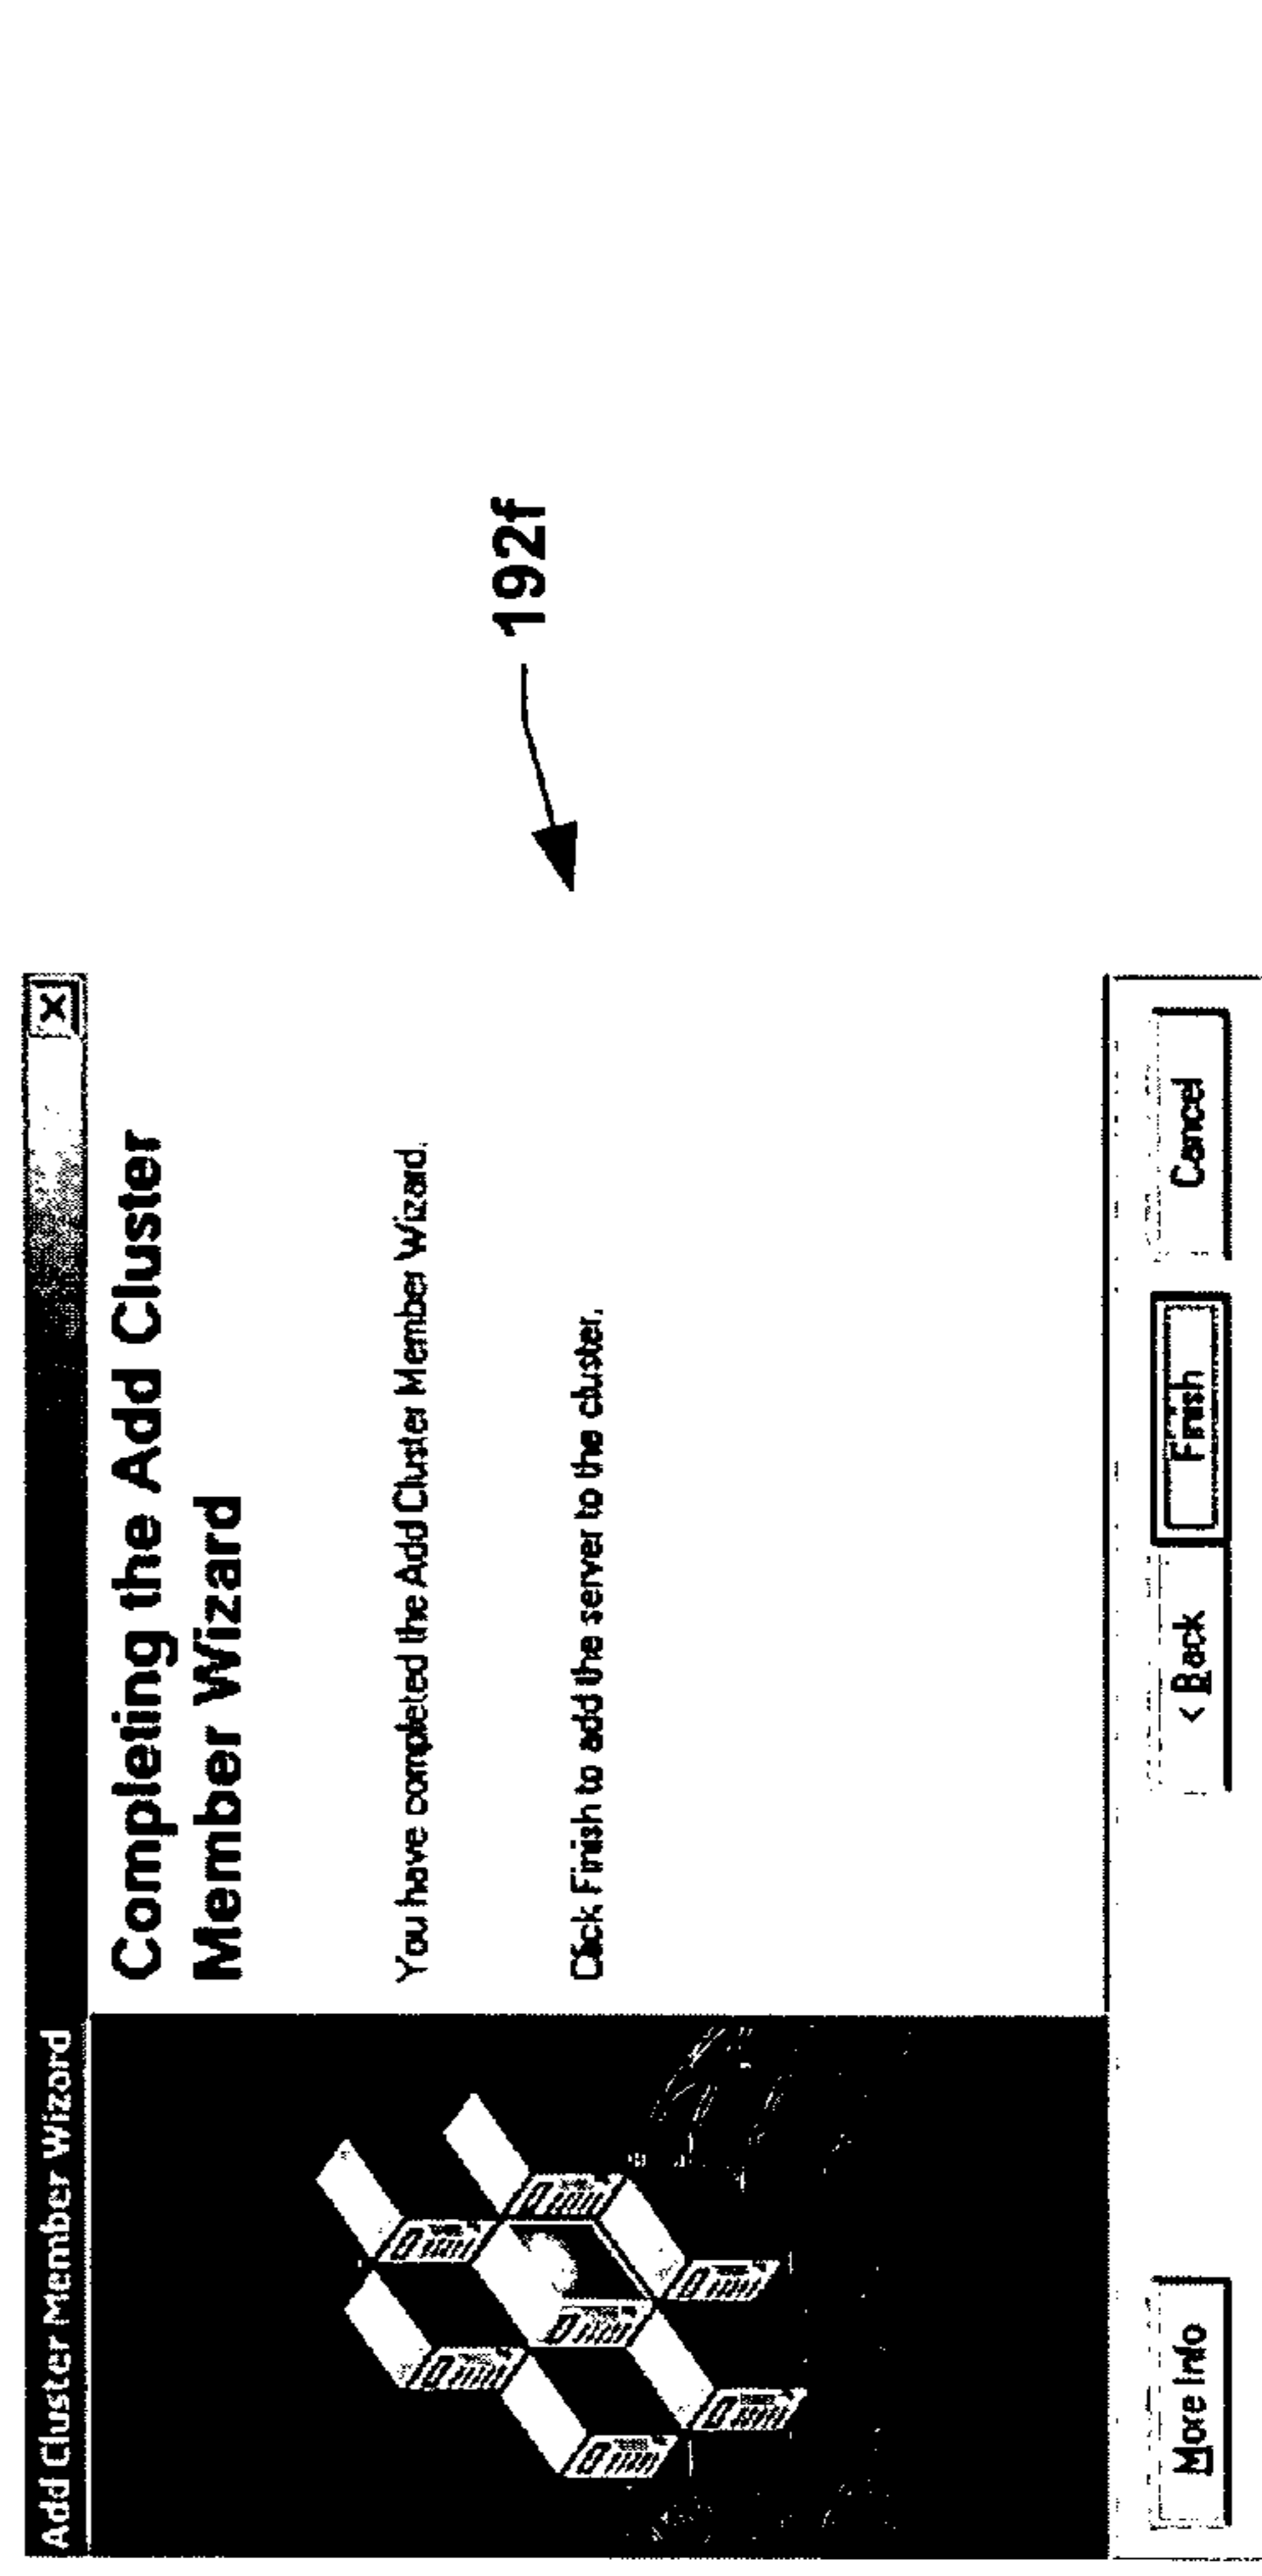 Add Cluster Member Wizard
Completing the Add Cluster
Member Wizard
You have completed the Add Cluster Member Wizard.
Click Finish to add the server to the cluster.
More Info
< Back
Finish
Cancel
192f